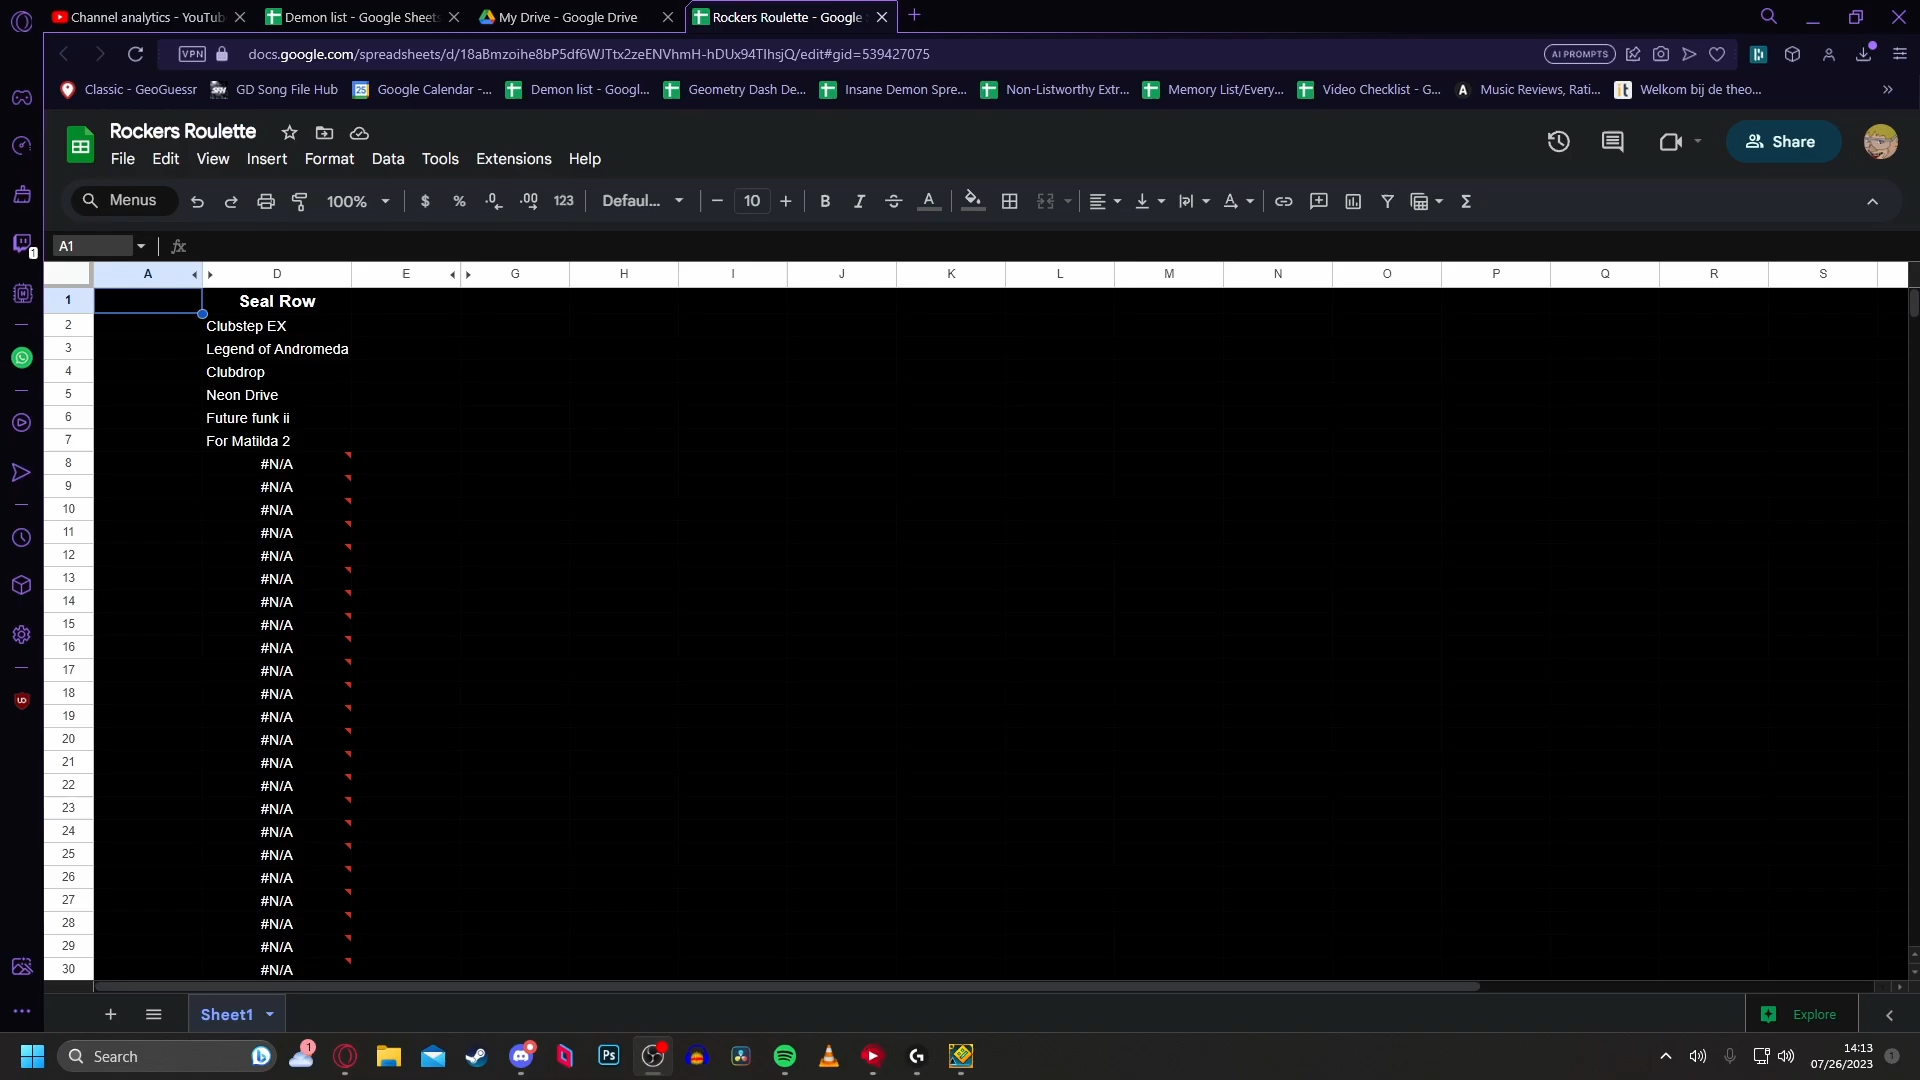 Channel analytics - YouTub
Demon list - Google Sheets
My Drive - Google Drive
Rockers Roulette - Google
VPN
docs.google.com/spreadsheets/d/18aBmzoihe8bP5df6WJTtx2zeENVhmH-hDUx94TIhsjQ/edit#gid=539427075
AI PROMPTS
Classic - GeoGuessr
GD Song File Hub
Google Calendar -...
Demon list - Googl...
Geometry Dash De...
Insane Demon Spre...
Non-Listworthy Extr...
Memory List/Every...
Video Checklist - G...
Music Reviews, Rati...
Welkom bij de theo...
Rockers Roulette
Share
File Edit View Insert Format Data Tools Extensions Help
Menus 100% $ % .0 .00 123 Defaul... 10 B I A
A1 fx
A D E G H I J K L M N O P Q R S
1 Seal Row
2 Clubstep EX
3 Legend of Andromeda
4 Clubdrop
5 Neon Drive
6 Future funk ii
7 For Matilda 2
8 #N/A
9 #N/A
10 #N/A
11 #N/A
12 #N/A
13 #N/A
14 #N/A
15 #N/A
16 #N/A
17 #N/A
18 #N/A
19 #N/A
20 #N/A
21 #N/A
22 #N/A
23 #N/A
24 #N/A
25 #N/A
26 #N/A
27 #N/A
28 #N/A
29 #N/A
30 #N/A
Sheet1
Explore
Search
1
Ps
14:13
07/26/2023
1